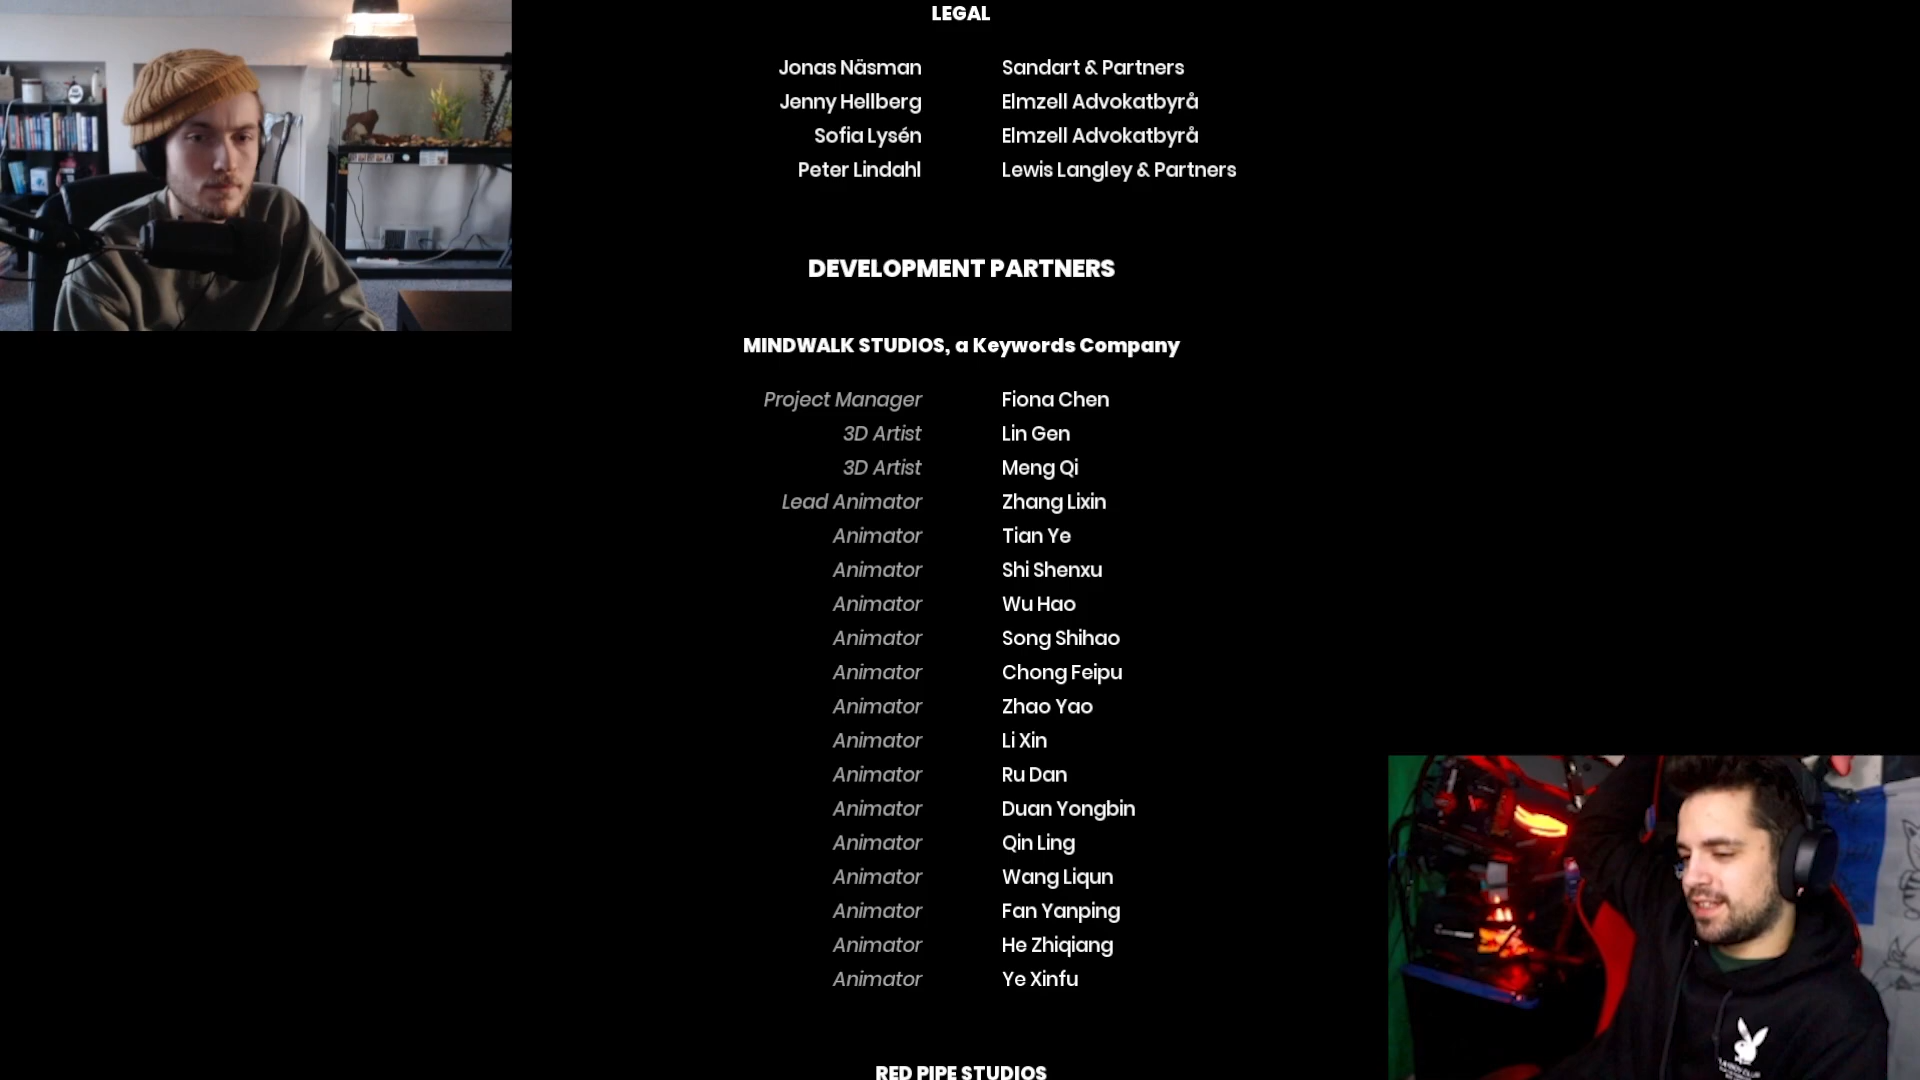 LEGAL
Jonas Näsman Sandart & Partners
Jenny Hellberg Elmzell Advokatbyrå
Sofia Lysén Elmzell Advokatbyrå
Peter Lindahl Lewis Langley & Partners
DEVELOPMENT PARTNERS
MINDWALK STUDIOS, a Keywords Company
Project Manager Fiona Chen
3D Artist Lin Gen
3D Artist Meng Qi
Lead Animator Zhang Lixin
Animator Tian Ye
Animator Shi Shenxu
Animator Wu Hao
Animator Song Shihao
Animator Chong Feipu
Animator Zhao Yao
Animator Li Xin
Animator Ru Dan
Animator Duan Yongbin
Animator Qin Ling
Animator Wang Liqun
Animator Fan Yanping
Animator He Zhiqiang
Animator Ye Xinfu
RED PIPE STUDIOS